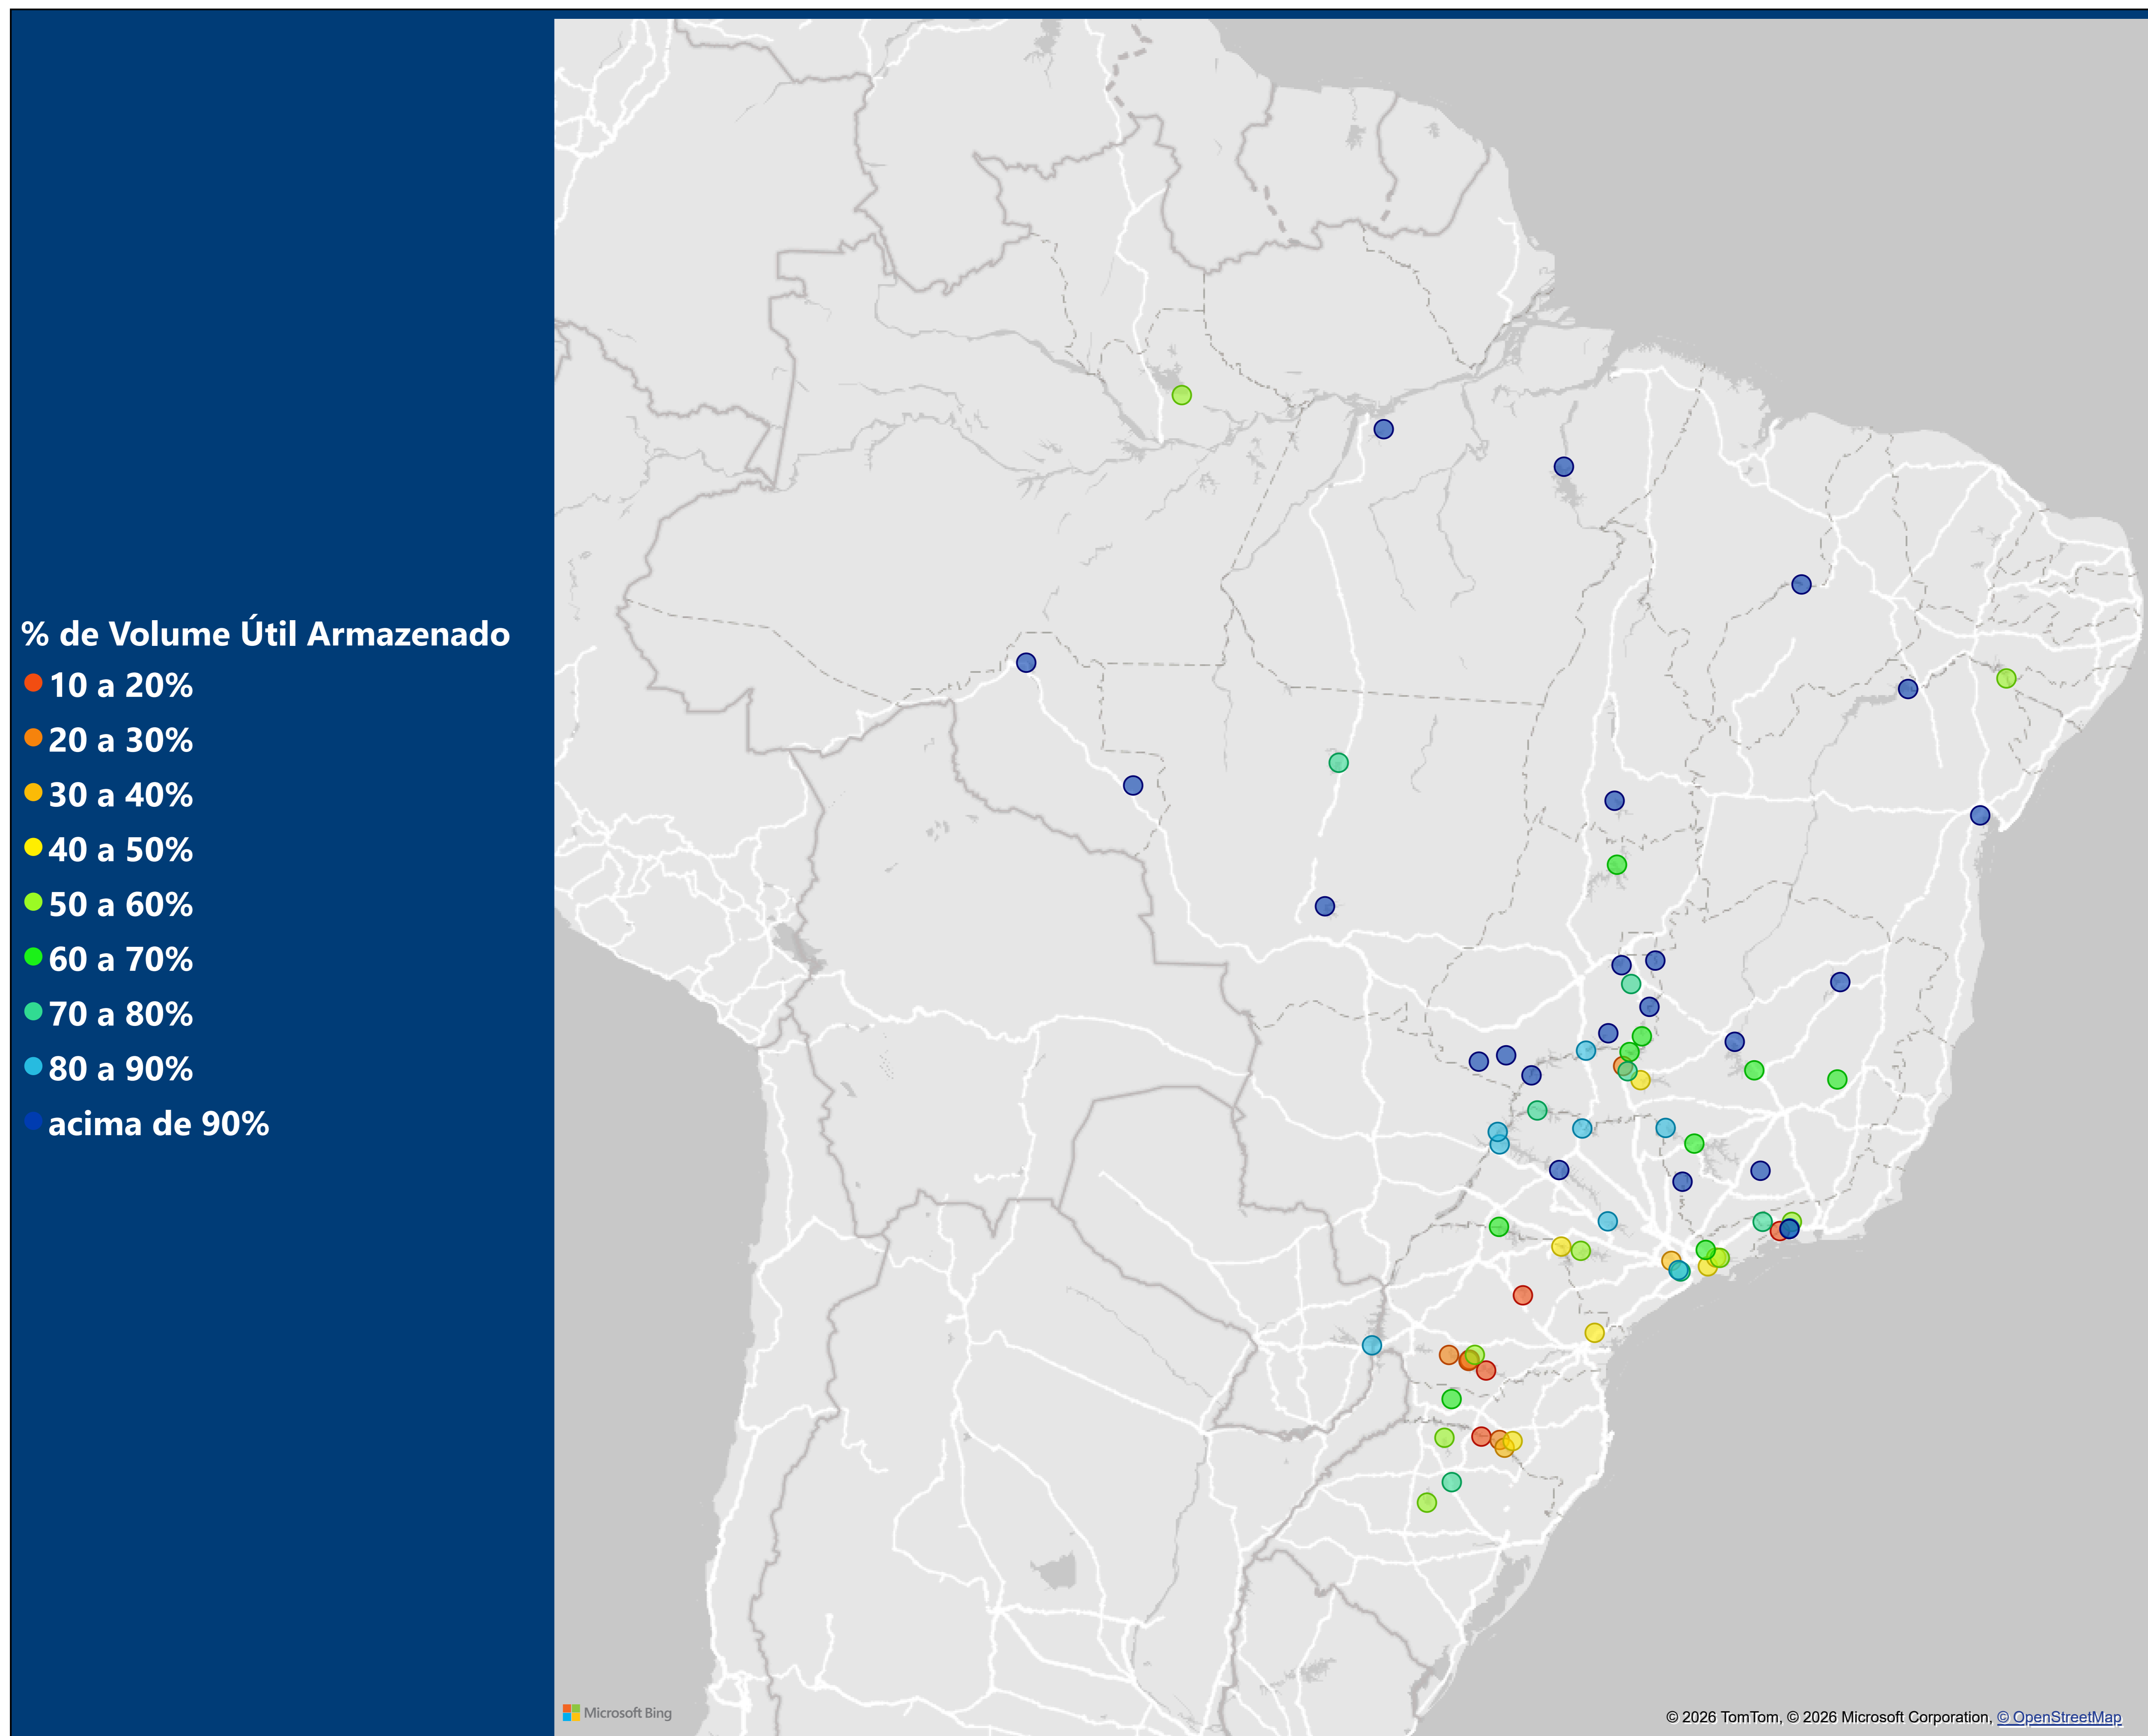 % de Volume Útil Armazenado
10 a 20%
20 a 30%
30 a 40%
40 a 50%
50 a 60%
60 a 70%
70 a 80%
80 a 90%
acima de 90%
Microsoft Bing
© 2026 TomTom, © 2026 Microsoft Corporation, © OpenStreetMap